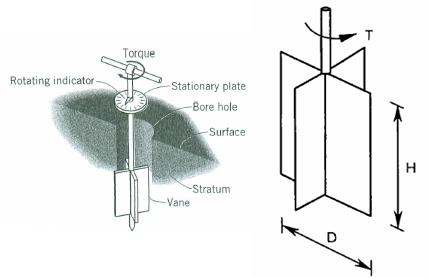 Torque
Rotating indicator
Stationary plate
Bore hole
Surface
Stratum
Vane
T
H
D